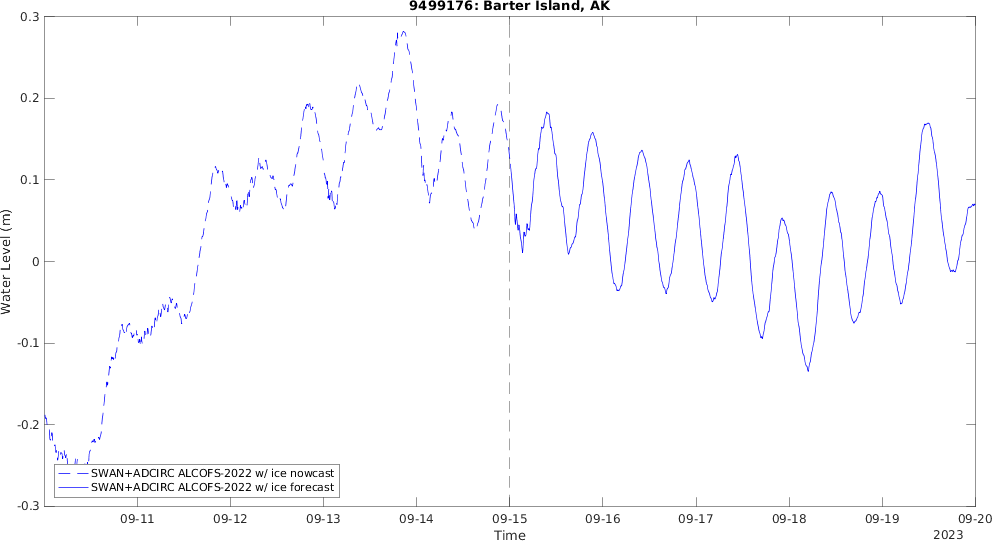 9499176: Barter Island, AK
0.3
0.2
0.1
0
-0.1
-0.2
-0.3
Water Level (m)
SWAN+ADCIRC ALCOFS-2022 w/ ice nowcast
SWAN+ADCIRC ALCOFS-2022 w/ ice forecast
09-11 09-12 09-13 09-14 09-15 09-16 09-17 09-18 09-19 09-20
Time
2023